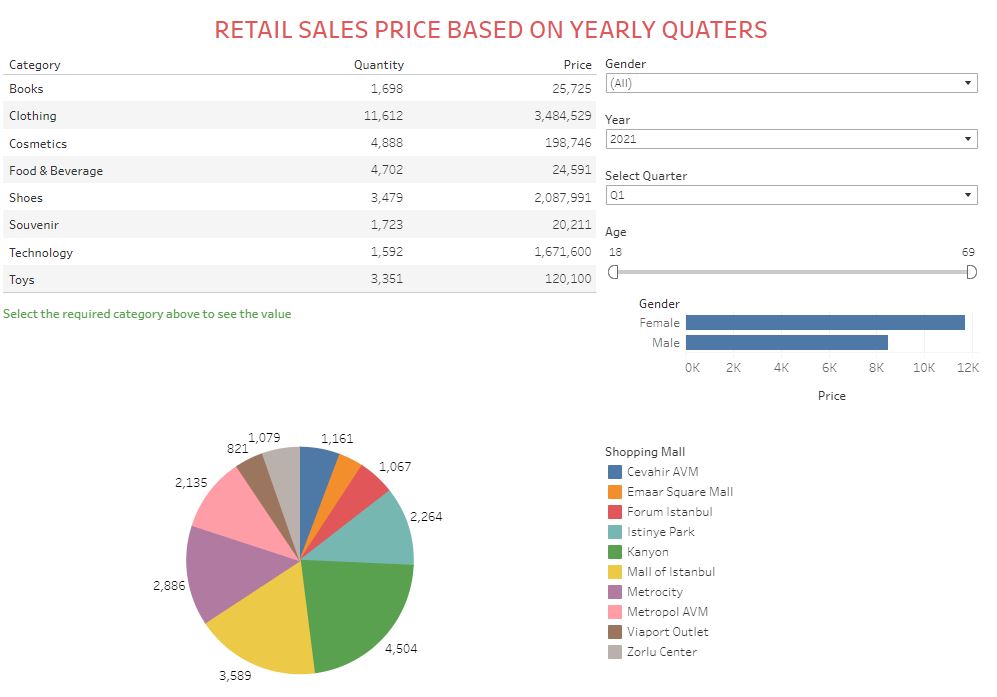 RETAIL SALES PRICE BASED ON YEARLY QUATERS
Category Quantity Price
Books 1,698 25,725
Clothing 11,612 3,484,529
Cosmetics 4,888 198,746
Food & Beverage 4,702 24,591
Shoes 3,479 2,087,991
Souvenir 1,723 20,211
Technology 1,592 1,671,600
Toys 3,351 120,100
Select the required category above to see the value
Gender
(All)
Year
2021
Select Quarter
Q1
Age
18 69
Gender
Female
Male
0K 2K 4K 6K 8K 10K 12K
Price
1,079 1,161
821
1,067
2,135
2,264
2,886
4,504
3,589
Shopping Mall
Cevahir AVM
Emaar Square Mall
Forum Istanbul
Istinye Park
Kanyon
Mall of Istanbul
Metrocity
Metropol AVM
Viaport Outlet
Zorlu Center